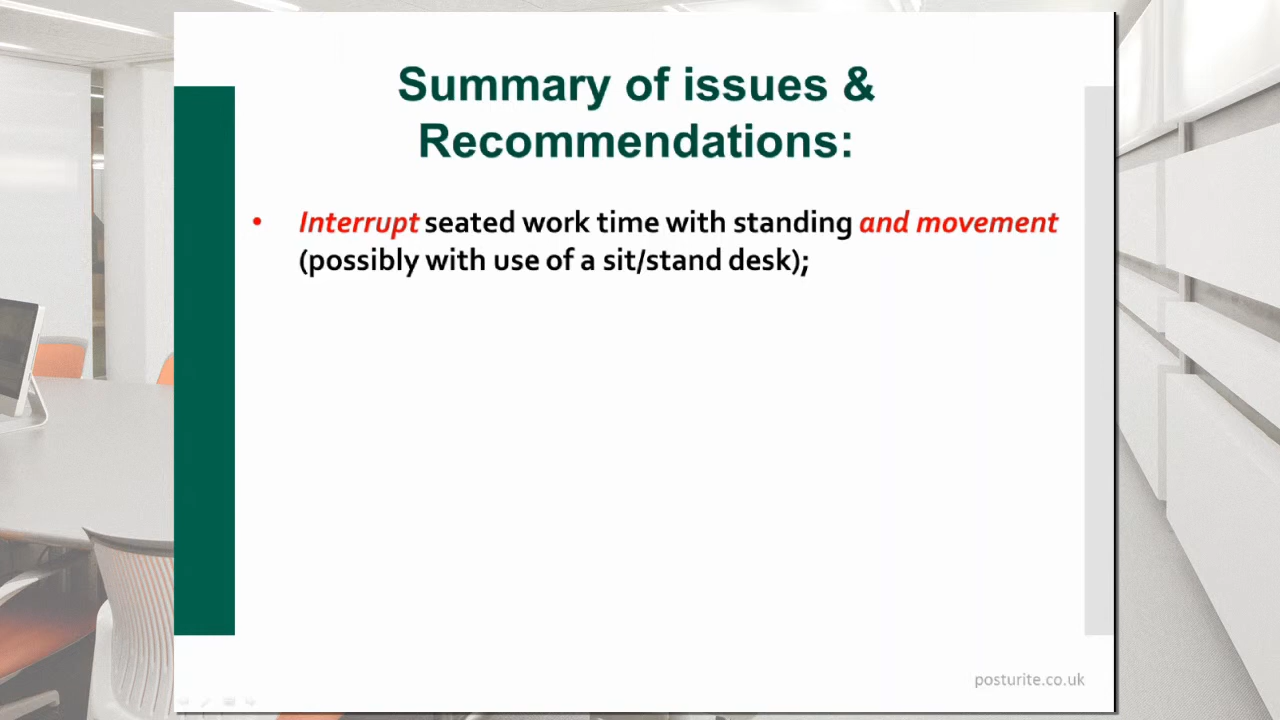 Summary of issues &
Recommendations:
• Interrupt seated work time with standing and movement
(possibly with use of a sit/stand desk);
posturite.co.uk